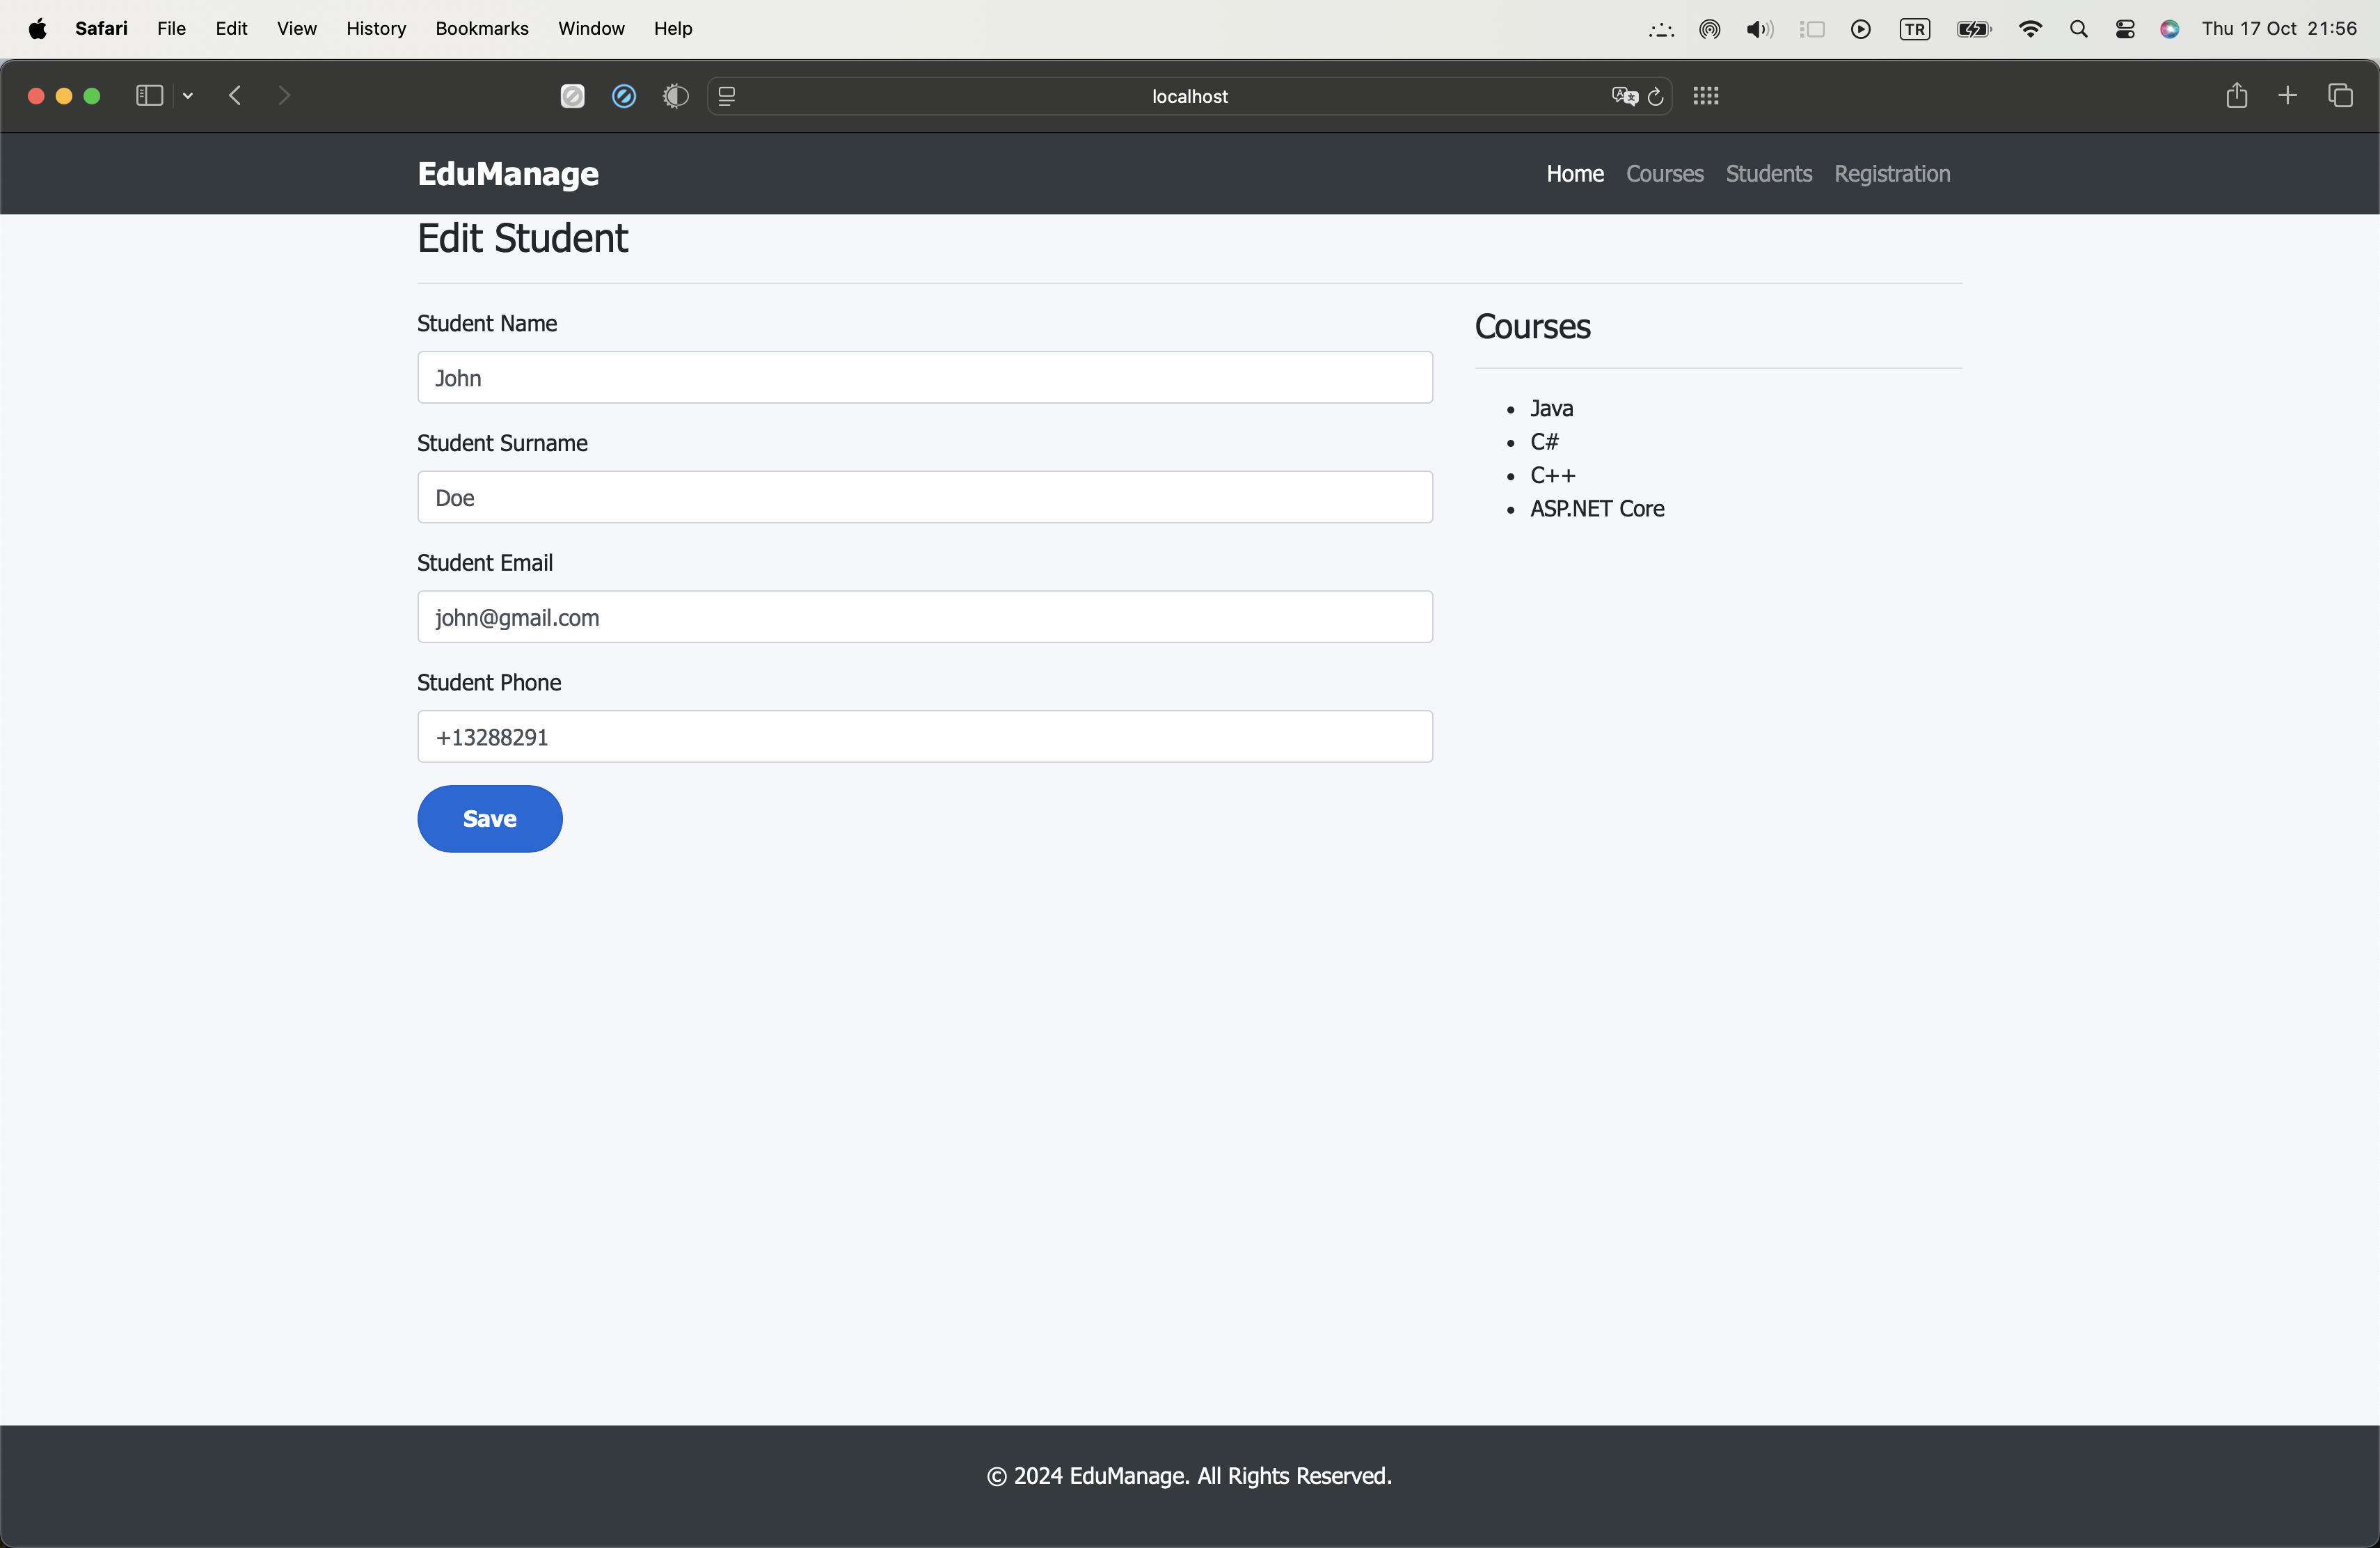 Safari File Edit View History Bookmarks Window Help TR Thu 17 Oct 21:56
localhost
EduManage Home Courses Students Registration
Edit Student
Student Name
John
Student Surname
Doe
Student Email
john@gmail.com
Student Phone
+13288291
Save
Courses
• Java
• C#
• C++
• ASP.NET Core
© 2024 EduManage. All Rights Reserved.